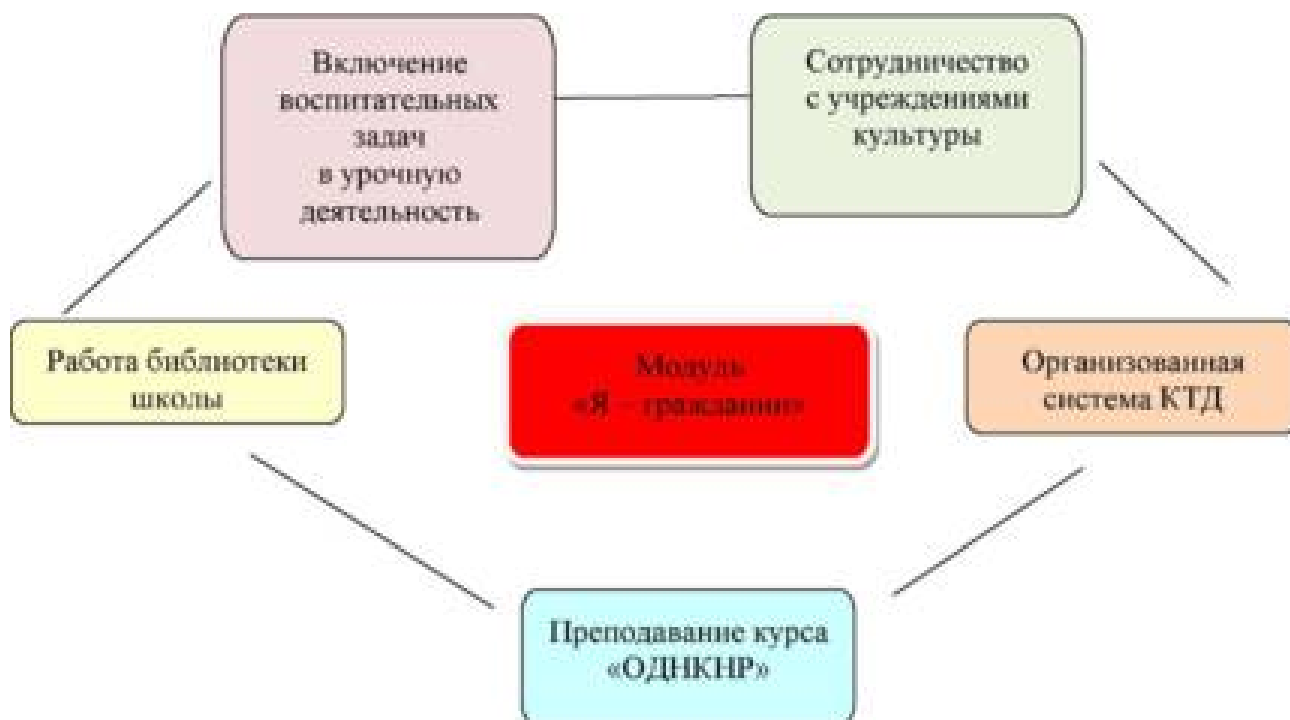 Включение
воспитательных
задач
в урочную
деятельность
Сотрудничество
с учреждениями
культуры
Работа библиотеки
школы
Модуль
«Я – гражданин»
Организованная
система КТД
Преподавание курса
«ОДНКНР»